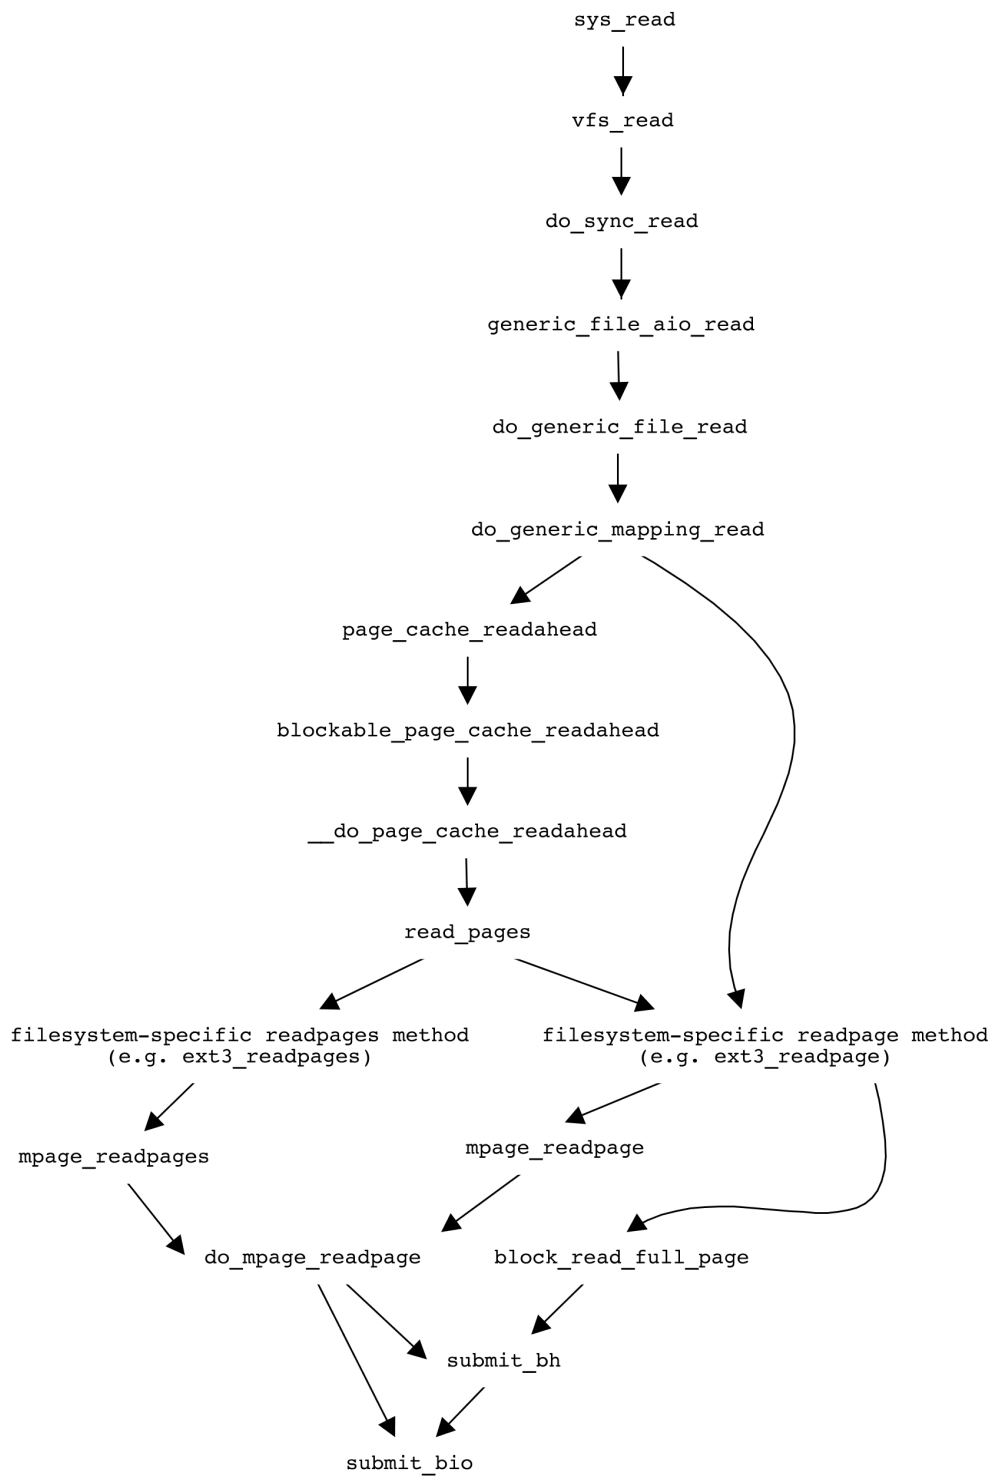 sys_read
vfs_read
do_sync_read
generic_file_aio_read
do_generic_file_read
do_generic_mapping_read
page_cache_readahead
blockable_page_cache_readahead
__do_page_cache_readahead
read_pages
filesystem-specific readpages method
(e.g. ext3_readpages)
filesystem-specific readpage method
(e.g. ext3_readpage)
mpage_readpages
mpage_readpage
do_mpage_readpage
block_read_full_page
submit_bh
submit_bio